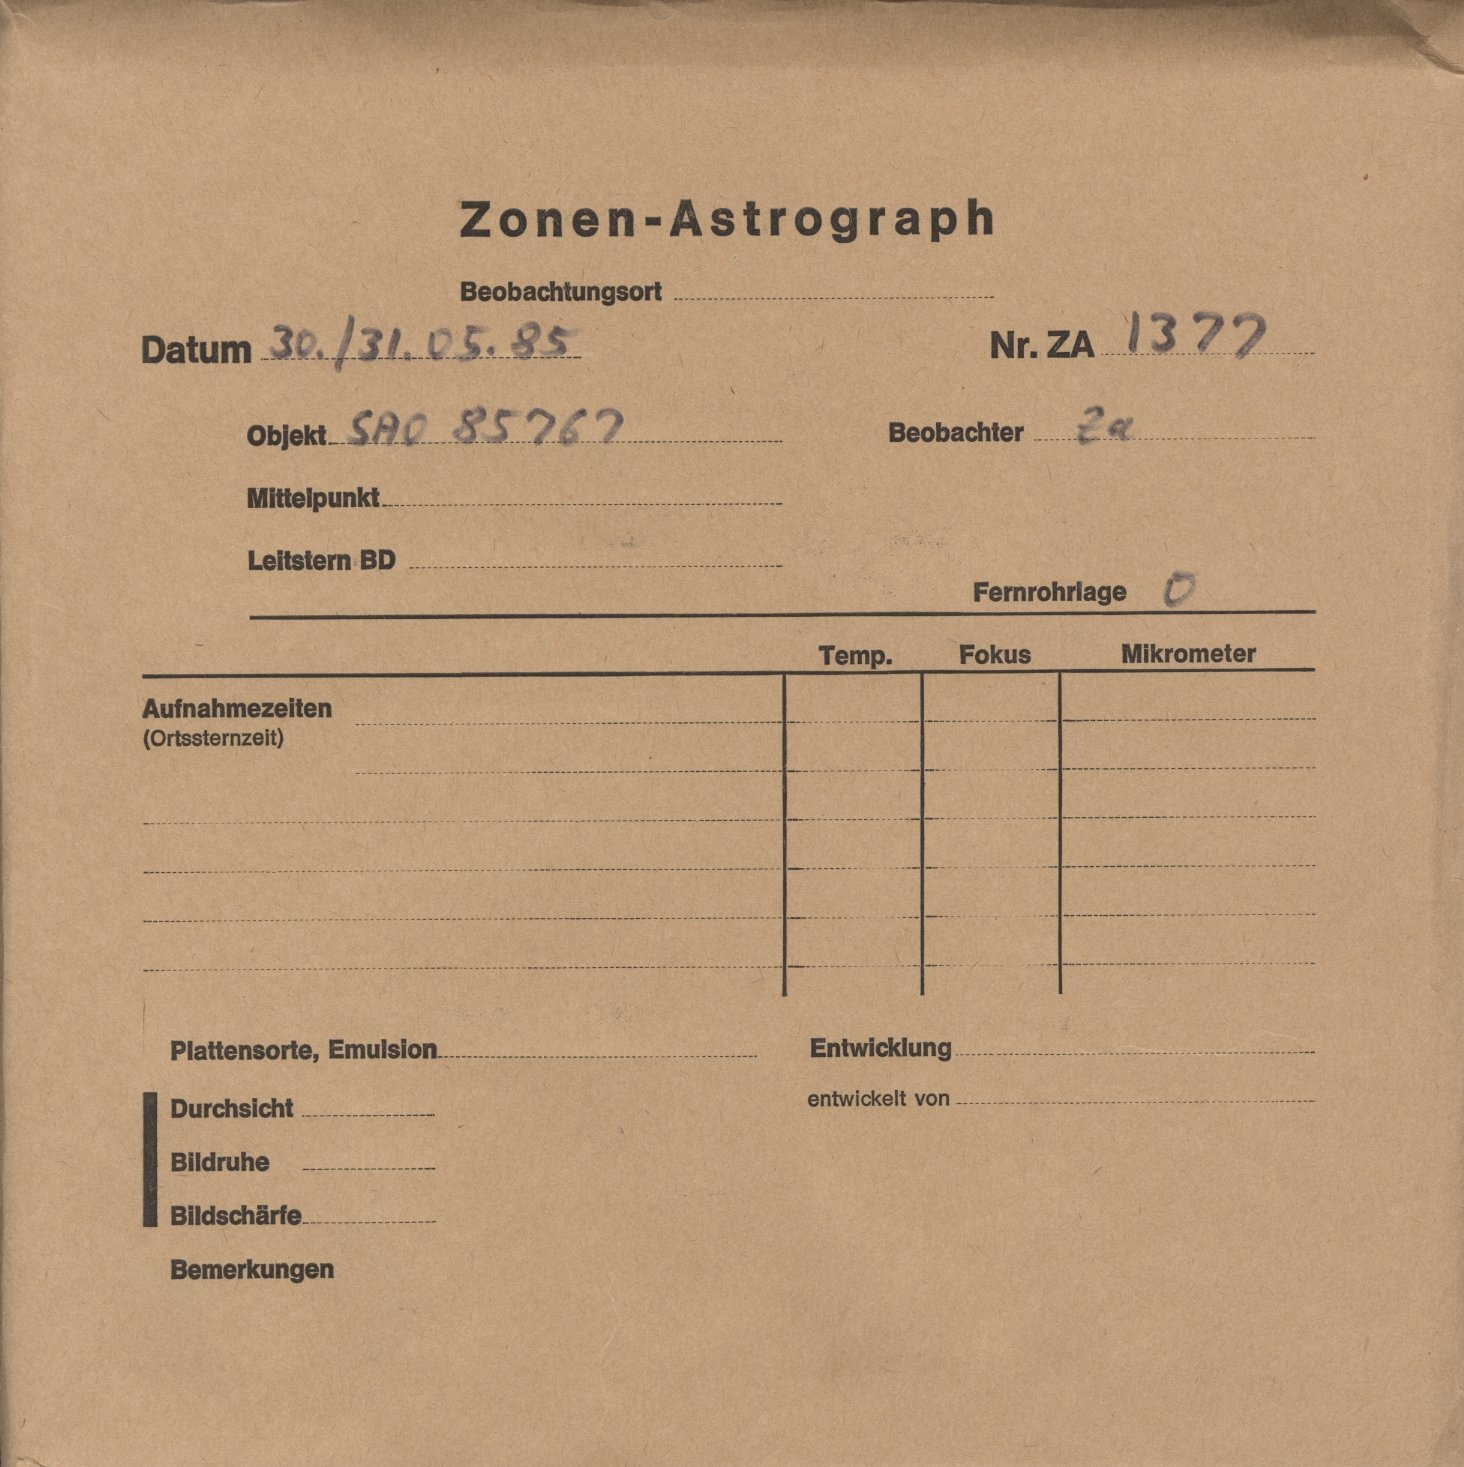 Zonen-Astrograph
Beobachtungsort
Datum 30./31.05.85 Nr. ZA 1377
Objekt SAO 85767 Beobachter Za
Mittelpunkt
Leitstern BD
Fernrohrlage O
Temp. Fokus Mikrometer
Aufnahmezeiten
(Ortssternzeit)
Plattensorte, Emulsion Entwicklung
Durchsicht entwickelt von
Bildruhe
Bildschärfe
Bemerkungen